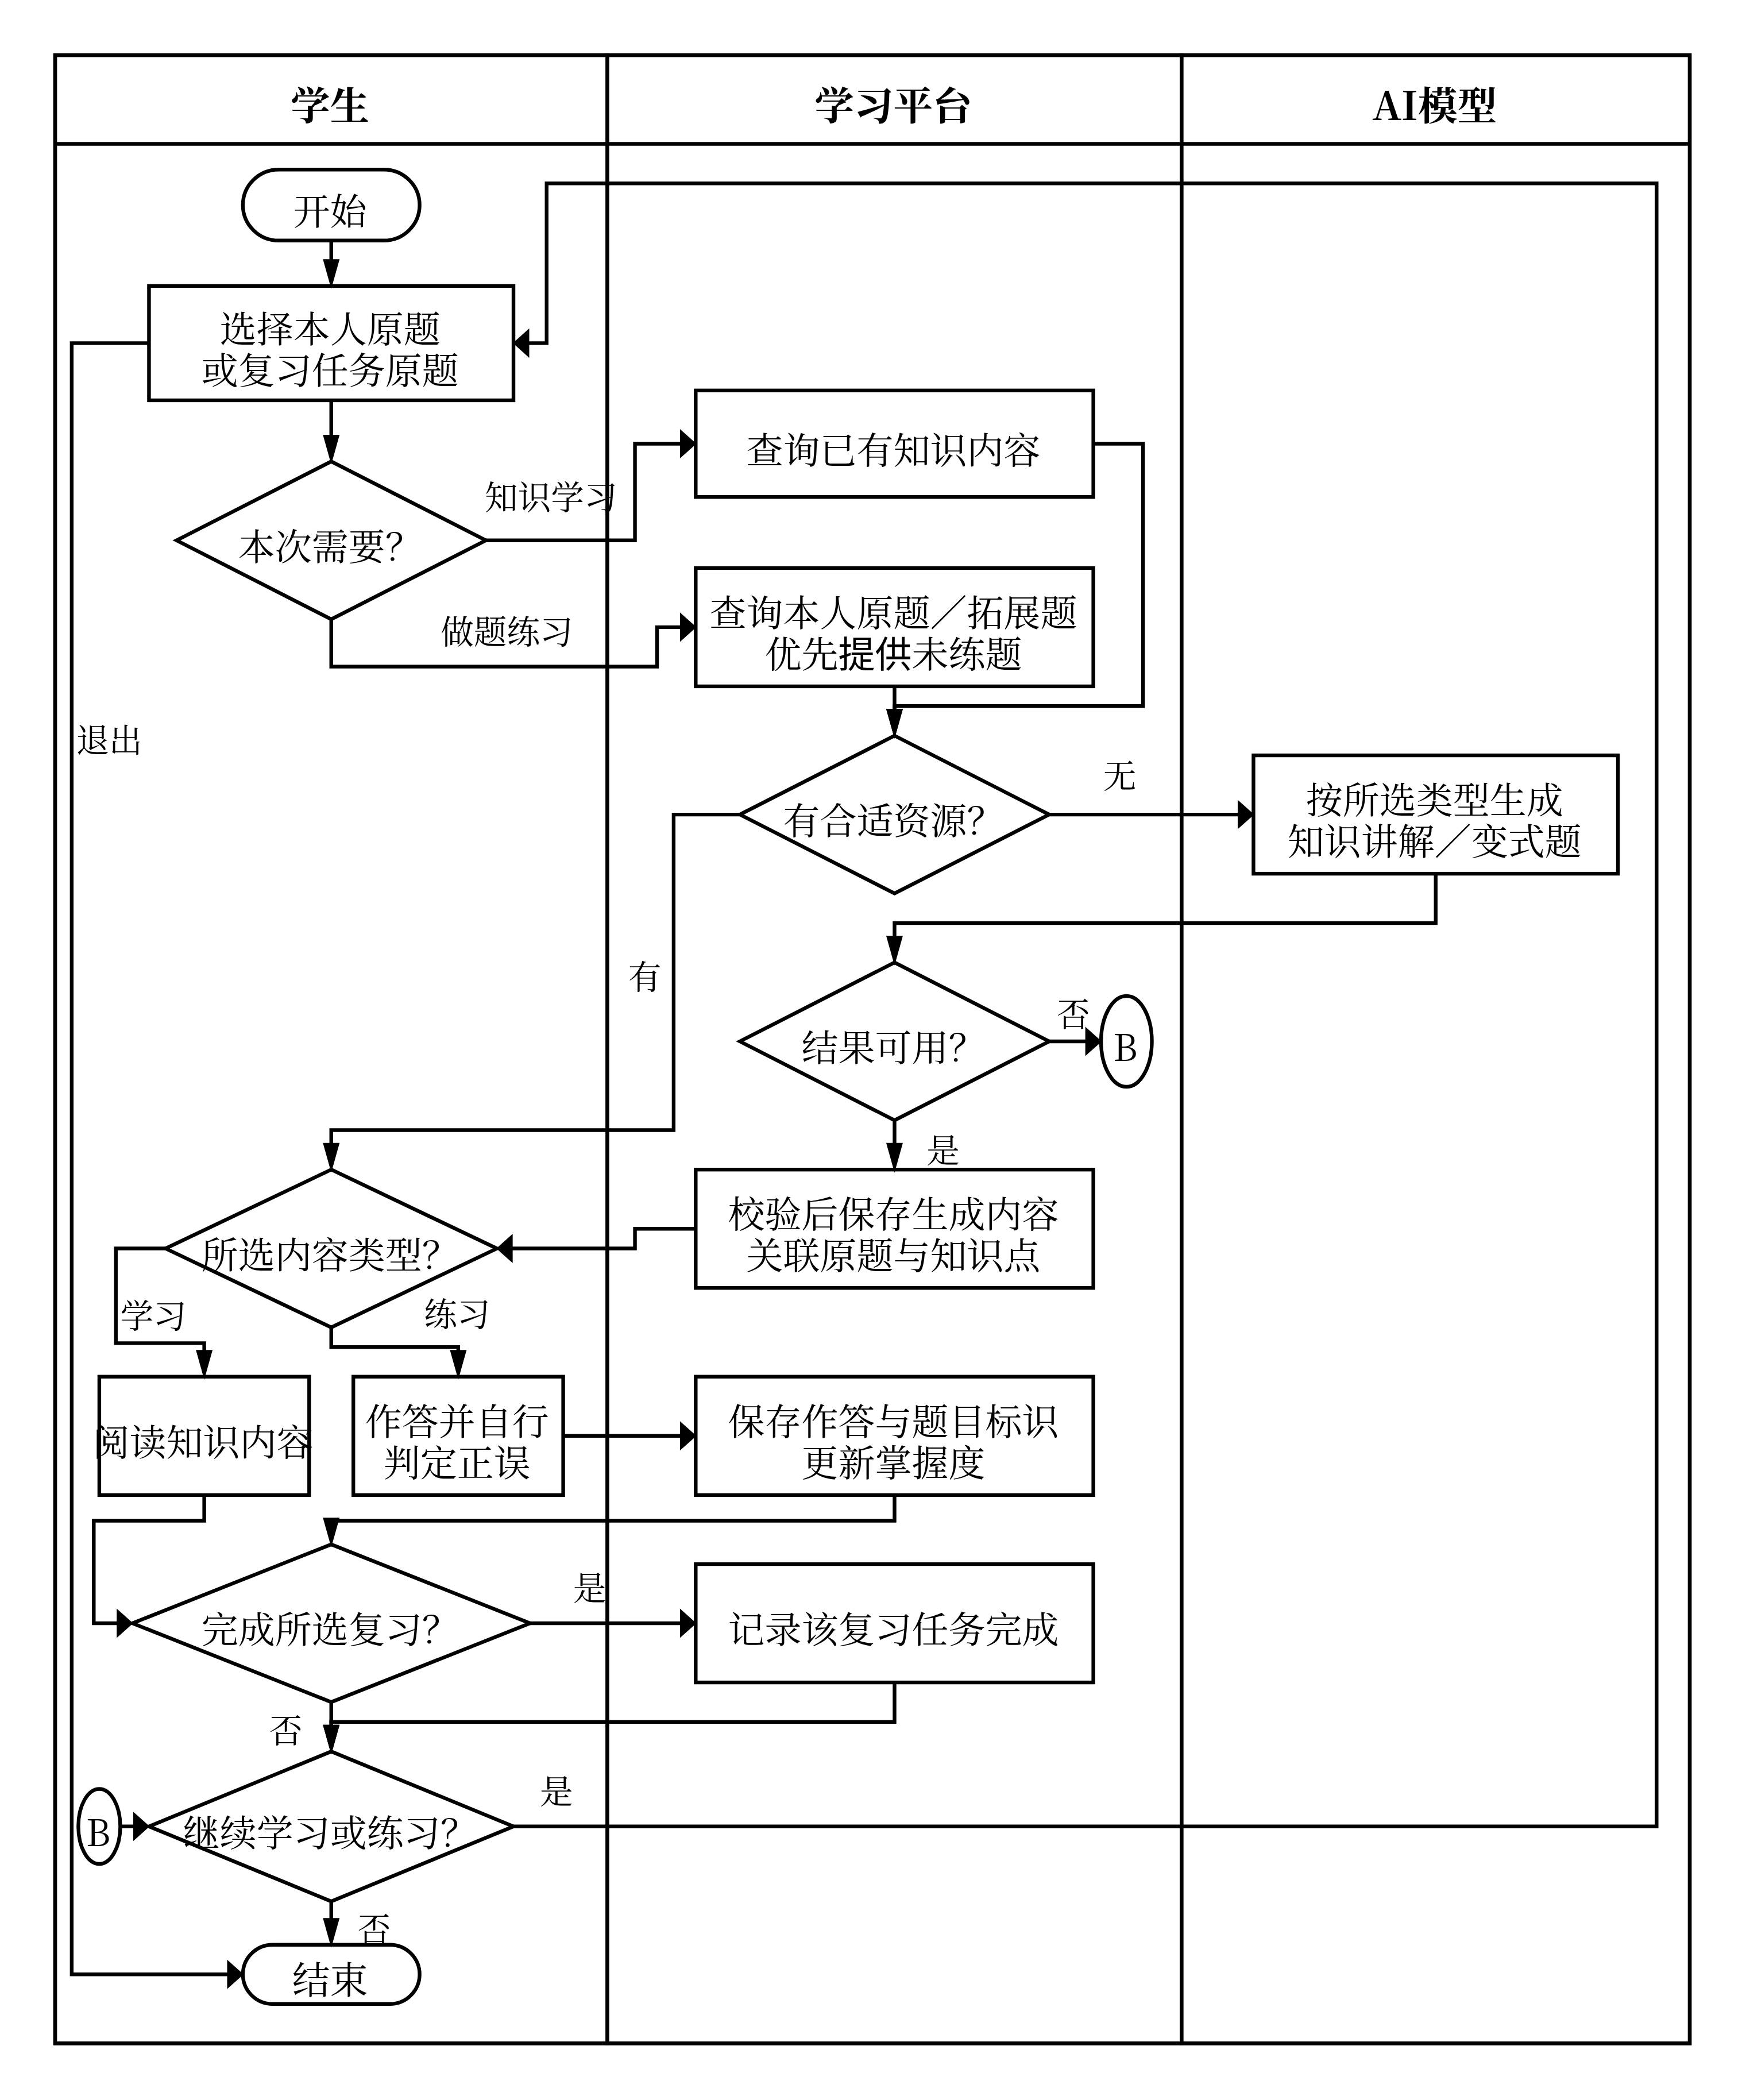 学生
学习平台
AI模型
开始
选择本人原题
或复习任务原题
查询已有知识内容
知识学习
本次需要?
查询本人原题／拓展题
优先提供未练题
做题练习
退出
无
按所选类型生成
知识讲解／变式题
有合适资源?
有
否
结果可用?
B
是
校验后保存生成内容
关联原题与知识点
所选内容类型?
学习
练习
阅读知识内容
作答并自行
判定正误
保存作答与题目标识
更新掌握度
是
完成所选复习?
记录该复习任务完成
否
是
B
继续学习或练习?
否
结束